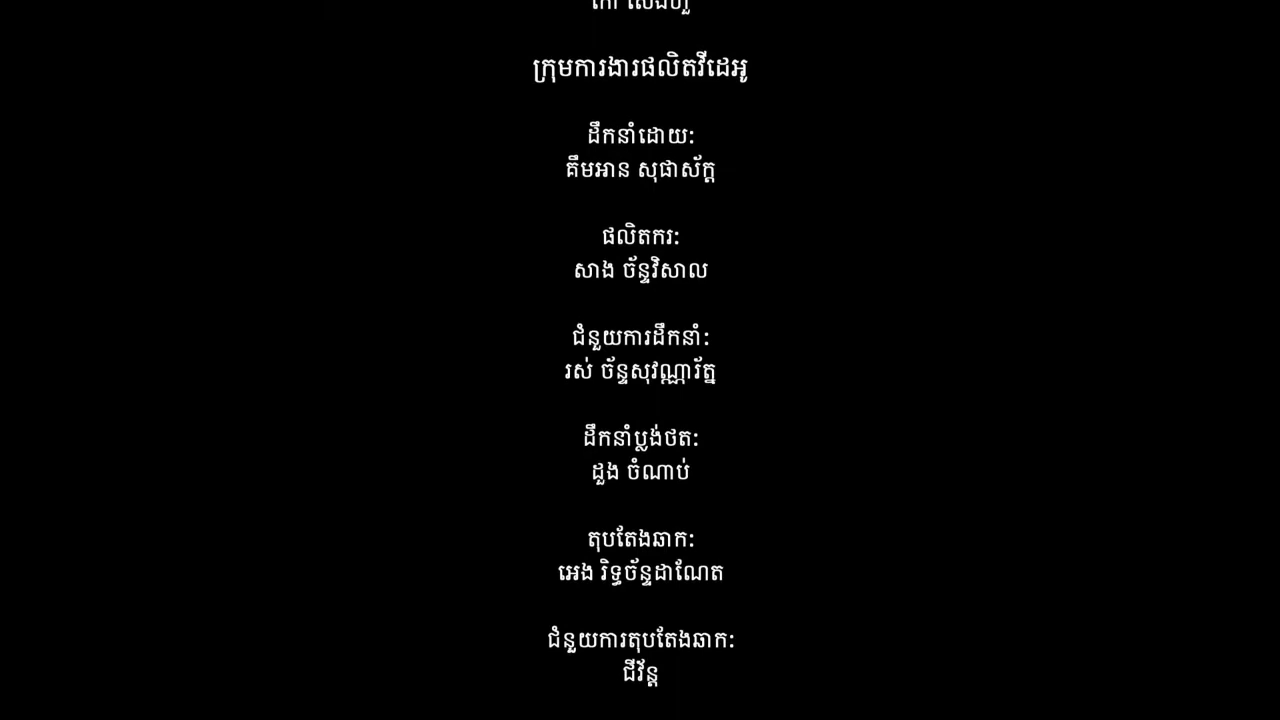 ក្រុមការងារផលិតវីដេអូ
ដឹកនាំដោយ:
គឹមអាន សុផាស័ក្ត
ផលិតករ:
សាង ច័ន្ទវិសាល
ជំនួយការដឹកនាំ:
រស់ ច័ន្ទសុវណ្ណារ័ត្ន
ដឹកនាំប្លង់ថត:
ដួង ចំណាប់
តុបតែងឆាក:
អេង រិទ្ធច័ន្ទដាណែត
ជំនួយការតុបតែងឆាក:
ជីវ័ន្ត